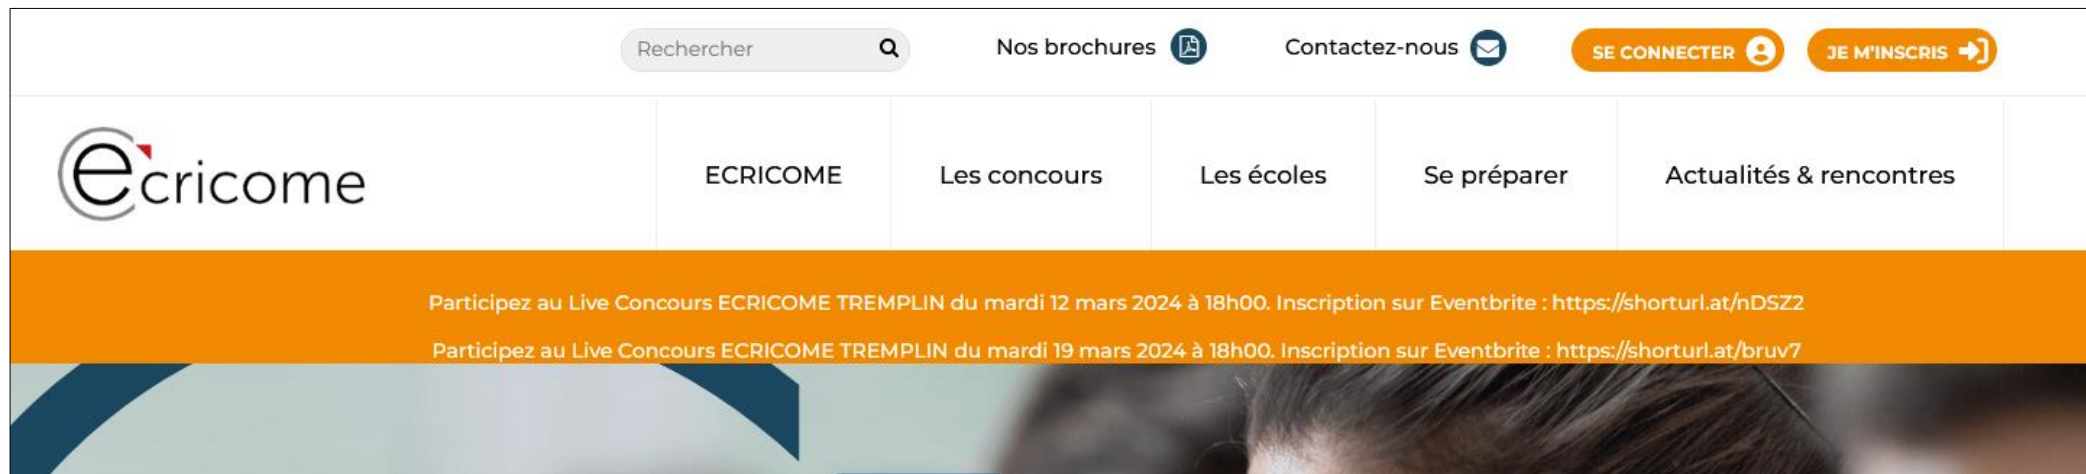 Rechercher
Nos brochures
Contactez-nous
SE CONNECTER
JE M'INSCRIS
ecricome
ECRICOME
Les concours
Les écoles
Se préparer
Actualités & rencontres
Participez au Live Concours ECRICOME TREMPLIN du mardi 12 mars 2024 à 18h00. Inscription sur Eventbrite : https://shorturl.at/nDSZ2
Participez au Live Concours ECRICOME TREMPLIN du mardi 19 mars 2024 à 18h00. Inscription sur Eventbrite : https://shorturl.at/bruv7